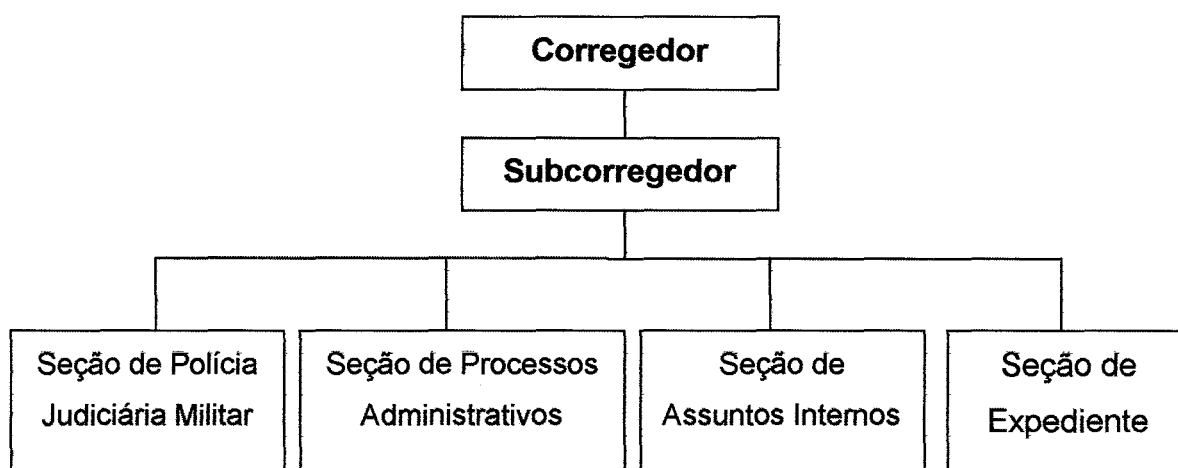 Corregedor
Subcorregedor
Seção de Polícia
Judiciária Militar
Seção de Processos
Administrativos
Seção de
Assuntos Internos
Seção de
Expediente